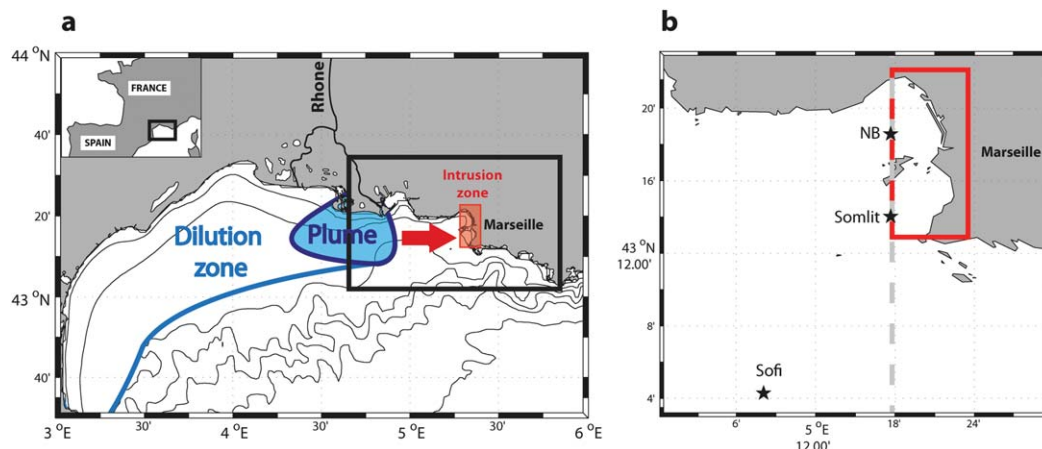 a
44 °N
FRANCE
SPAIN
Rhone
40'
Intrusion
zone
20'
Marseille
Dilution
zone
Plume
43 °N
40'
3 °E
30'
4 °E
30'
5 °E
30'
6 °E
b
20'
NB
Marseille
16'
Somlit
43 °N
12.00'
8'
Sofi
4'
6'
5 °E
12.00'
18'
24'